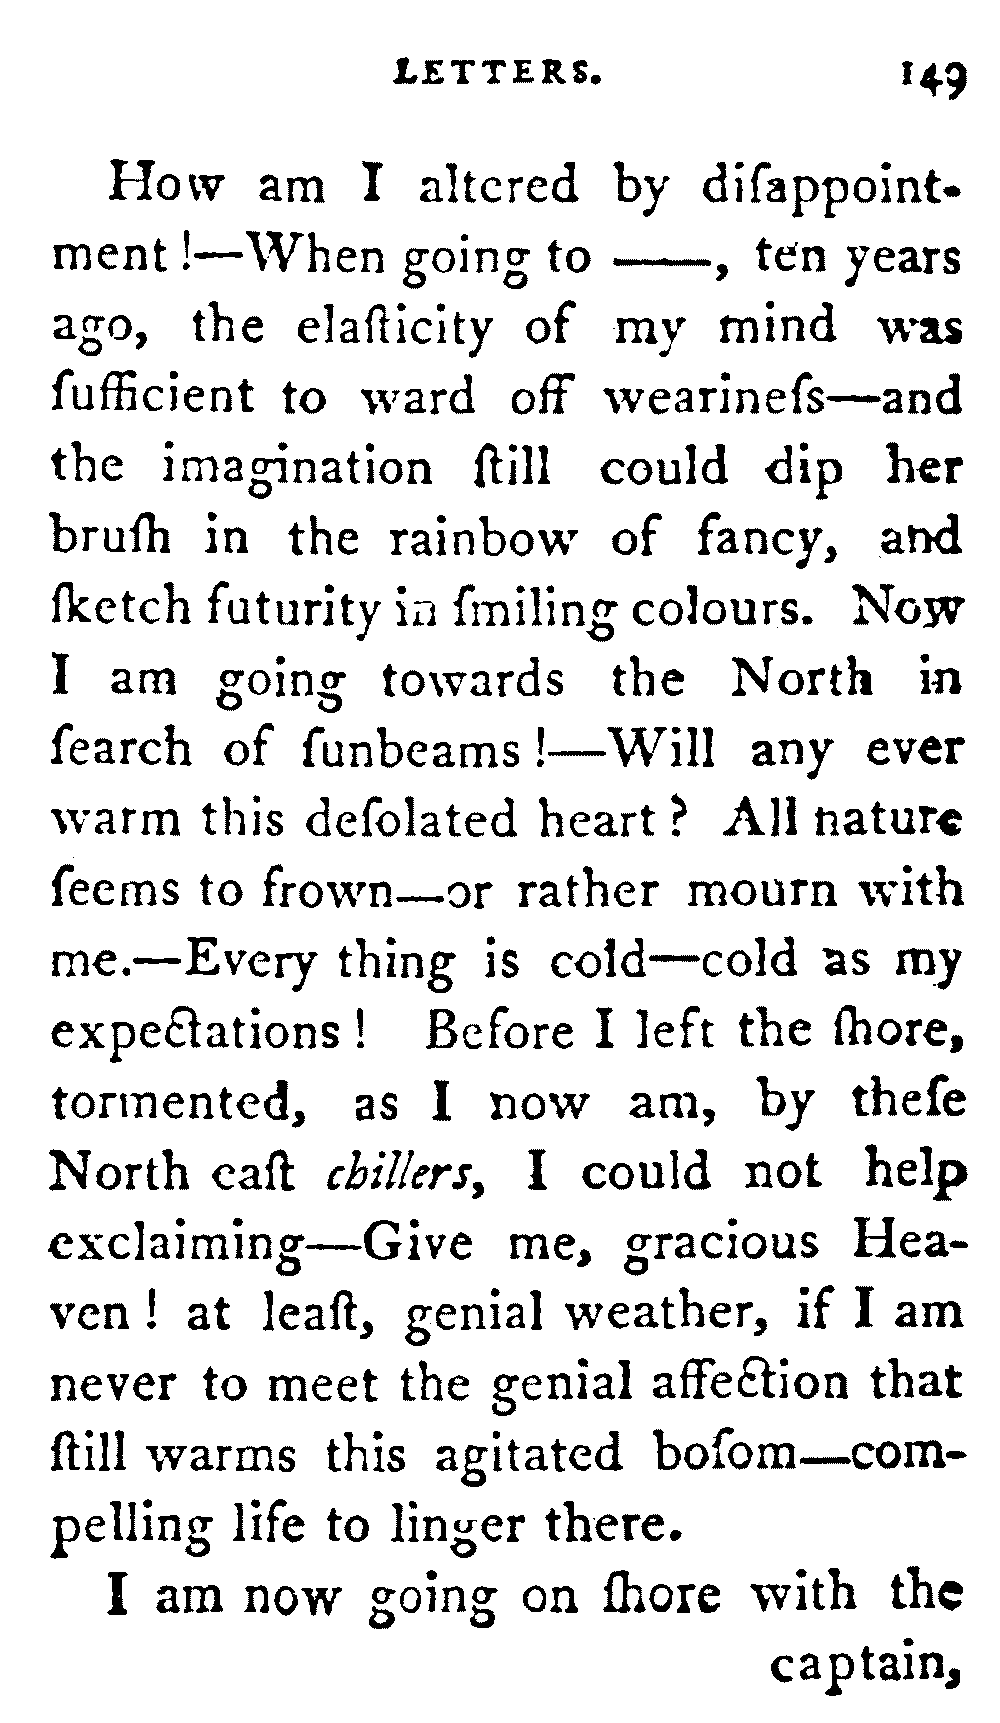 LETTERS. 149
How am I altered by diſappoint-
ment !—When going to ——, ten years
ago, the elaſticity of my mind was
ſufficient to ward off wearineſs—and
the imagination ſtill could dip her
bruſh in the rainbow of fancy, and
ſketch futurity in ſmiling colours. Now
I am going towards the North in
ſearch of ſunbeams !—Will any ever
warm this deſolated heart ? All nature
ſeems to frown—or rather mourn with
me.—Every thing is cold—cold as my
expectations ! Before I left the ſhore,
tormented, as I now am, by theſe
North eaſt chillers, I could not help
exclaiming—Give me, gracious Hea-
ven ! at leaſt, genial weather, if I am
never to meet the genial affection that
ſtill warms this agitated boſom—com-
pelling life to linger there.
I am now going on ſhore with the
captain,